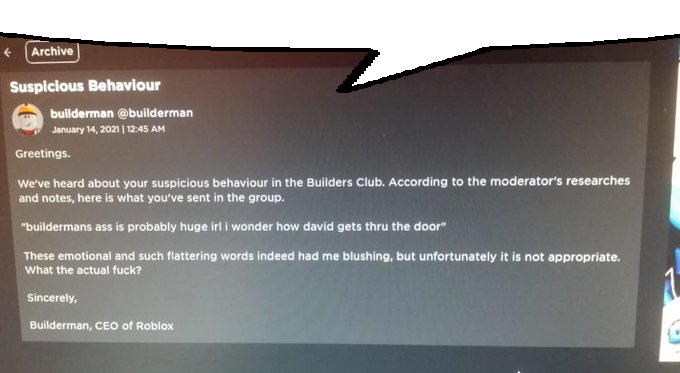 Archive
Suspicious Behaviour
builderman @builderman
January 14, 2021 | 12:45 AM
Greetings.
We've heard about your suspicious behaviour in the Builders Club. According to the moderator's researches
and notes, here is what you've sent in the group.
"buildermans ass is probably huge irl i wonder how david gets thru the door"
These emotional and such flattering words indeed had me blushing, but unfortunately it is not appropriate.
What the actual fuck?
Sincerely,
Builderman, CEO of Roblox